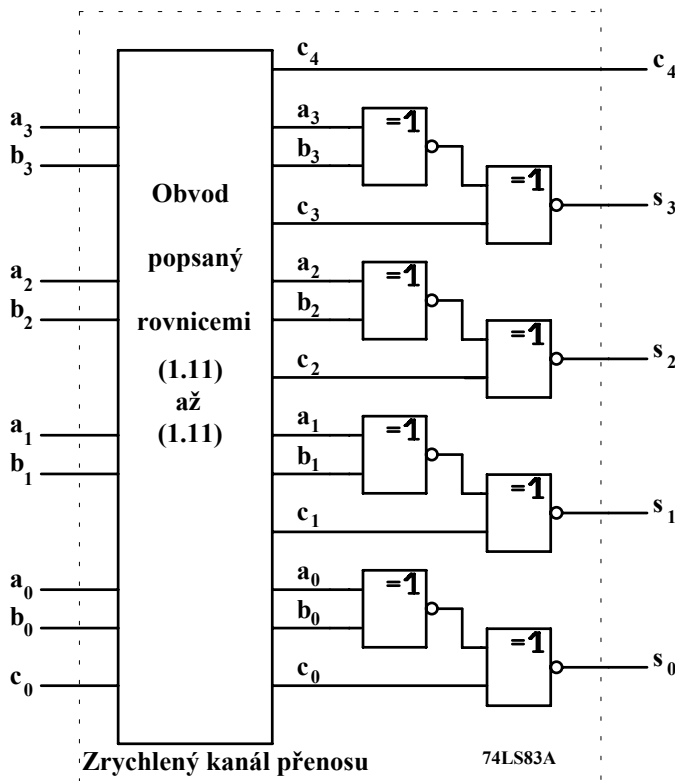 c4 c4
a3 a3 =1
b3 b3
=1
Obvod
c3 s3
popsaný
a2 a2 =1
b2 b2
rovnicemi
=1
(1.11)
c2 s2
až
(1.11)
a1 a1 =1
b1 b1
=1
c1 s1
a0 a0 =1
b0 b0
=1
c0 c0 s0
Zrychlený kanál přenosu 74LS83A